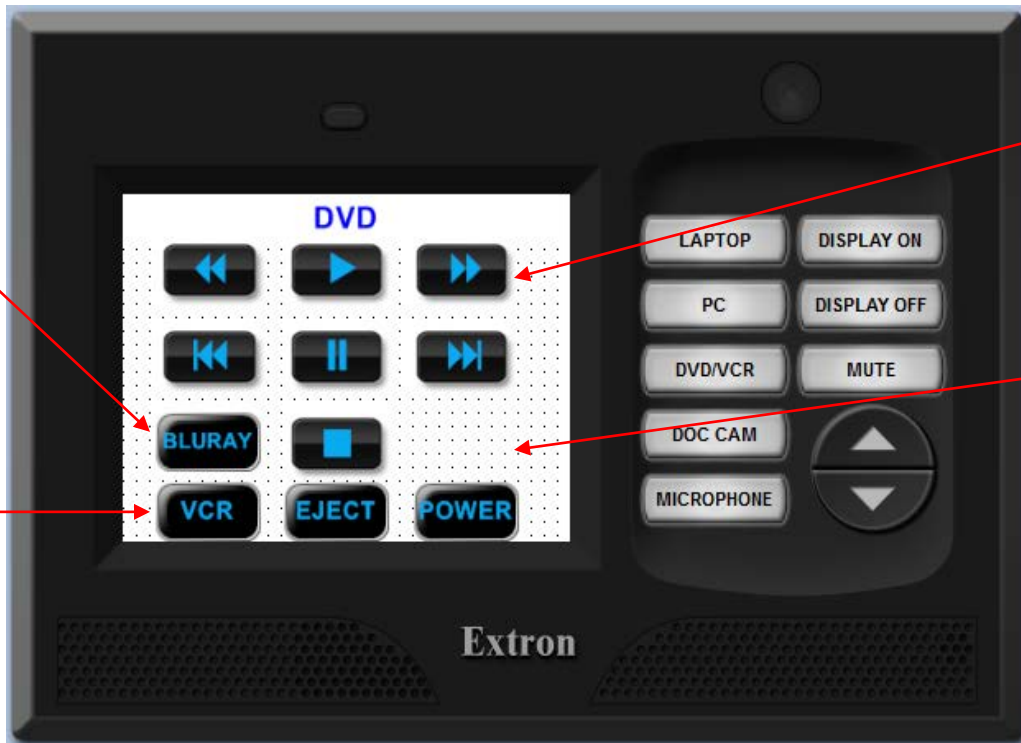 DVD
BLURAY
VCR
EJECT
POWER
LAPTOP
DISPLAY ON
PC
DISPLAY OFF
DVD/VCR
MUTE
DOC CAM
MICROPHONE
Extron